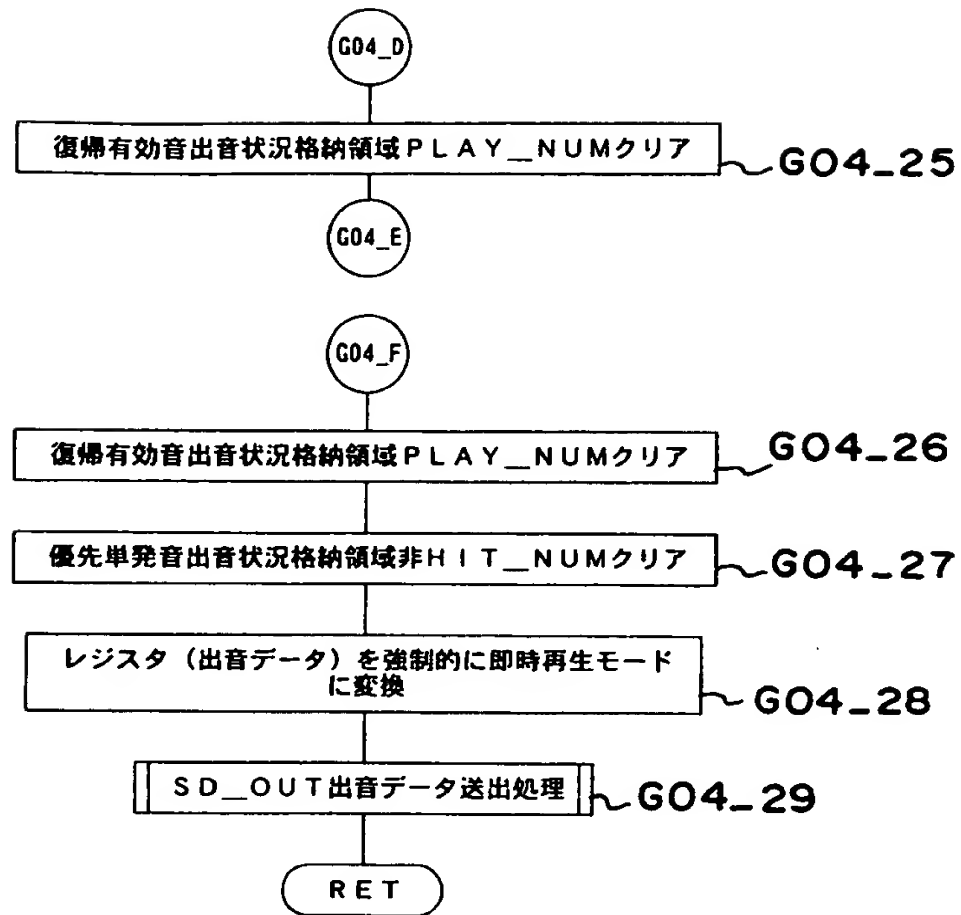 G04_D
復帰有効音出音状況格納領域PLAY__NUMクリア
G04_25
G04_E
G04_F
復帰有効音出音状況格納領域PLAY__NUMクリア
G04_26
優先単発音出音状況格納領域非HIT__NUMクリア
G04_27
レジスタ（出音データ）を強制的に即時再生モード
に変換
G04_28
SD__OUT出音データ送出処理
G04_29
RET